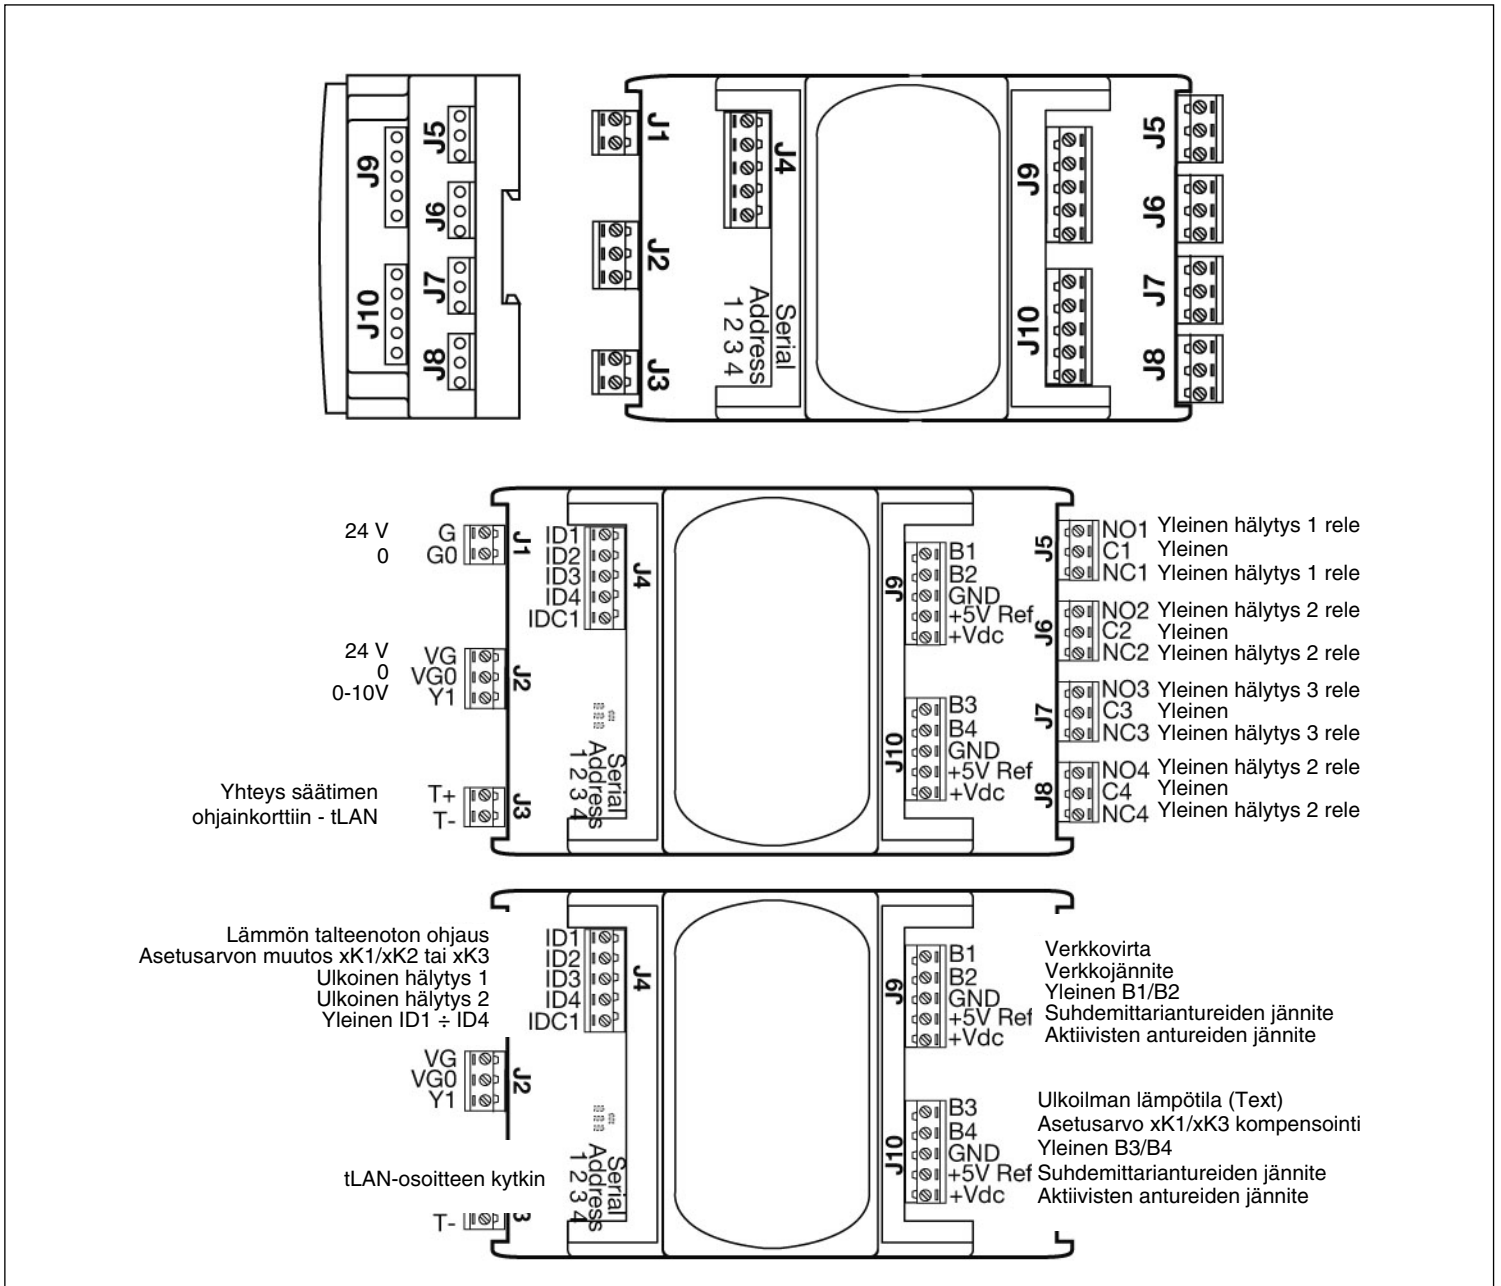 J9
J10
J5
J6
J7
J8
J1
J2
J3
J4
Serial
Address
1 2 3 4
J9
J10
J5
J6
J7
J8
24 V
0
G
G0
J1
24 V
0
0-10V
VG
VG0
Y1
J2
Yhteys säätimen
ohjainkorttiin - tLAN
T+
T-
J3
ID1
ID2
ID3
ID4
IDC1
J4
Serial
Address
1 2 3 4
J9
B1
B2
GND
+5V Ref
+Vdc
J10
B3
B4
GND
+5V Ref
+Vdc
J5
NO1 Yleinen hälytys 1 rele
C1 Yleinen
NC1 Yleinen hälytys 1 rele
J6
NO2 Yleinen hälytys 2 rele
C2 Yleinen
NC2 Yleinen hälytys 2 rele
J7
NO3 Yleinen hälytys 3 rele
C3 Yleinen
NC3 Yleinen hälytys 3 rele
J8
NO4 Yleinen hälytys 2 rele
C4 Yleinen
NC4 Yleinen hälytys 2 rele
Lämmön talteenoton ohjaus
Asetusarvon muutos xK1/xK2 tai xK3
Ulkoinen hälytys 1
Ulkoinen hälytys 2
Yleinen ID1 ÷ ID4
ID1
ID2
ID3
ID4
IDC1
J4
VG
VG0
Y1
J2
tLAN-osoitteen kytkin
Serial
Address
1 2 3 4
T-
3
J9
B1
B2
GND
+5V Ref
+Vdc
Verkkovirta
Verkkojännite
Yleinen B1/B2
Suhdemittariantureiden jännite
Aktiivisten antureiden jännite
J10
B3
B4
GND
+5V Ref
+Vdc
Ulkoilman lämpötila (Text)
Asetusarvo xK1/xK3 kompensointi
Yleinen B3/B4
Suhdemittariantureiden jännite
Aktiivisten antureiden jännite